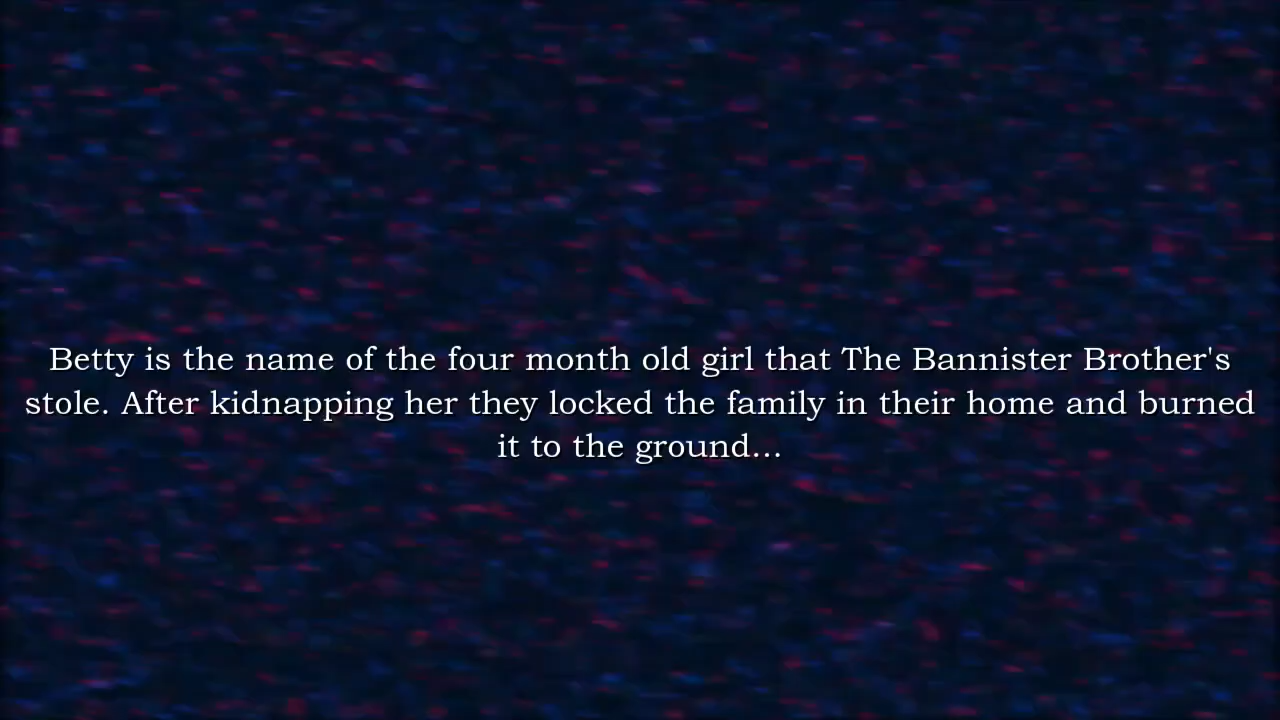 Betty is the name of the four month old girl that The Bannister Brother's
stole. After kidnapping her they locked the family in their home and burned
it to the ground...